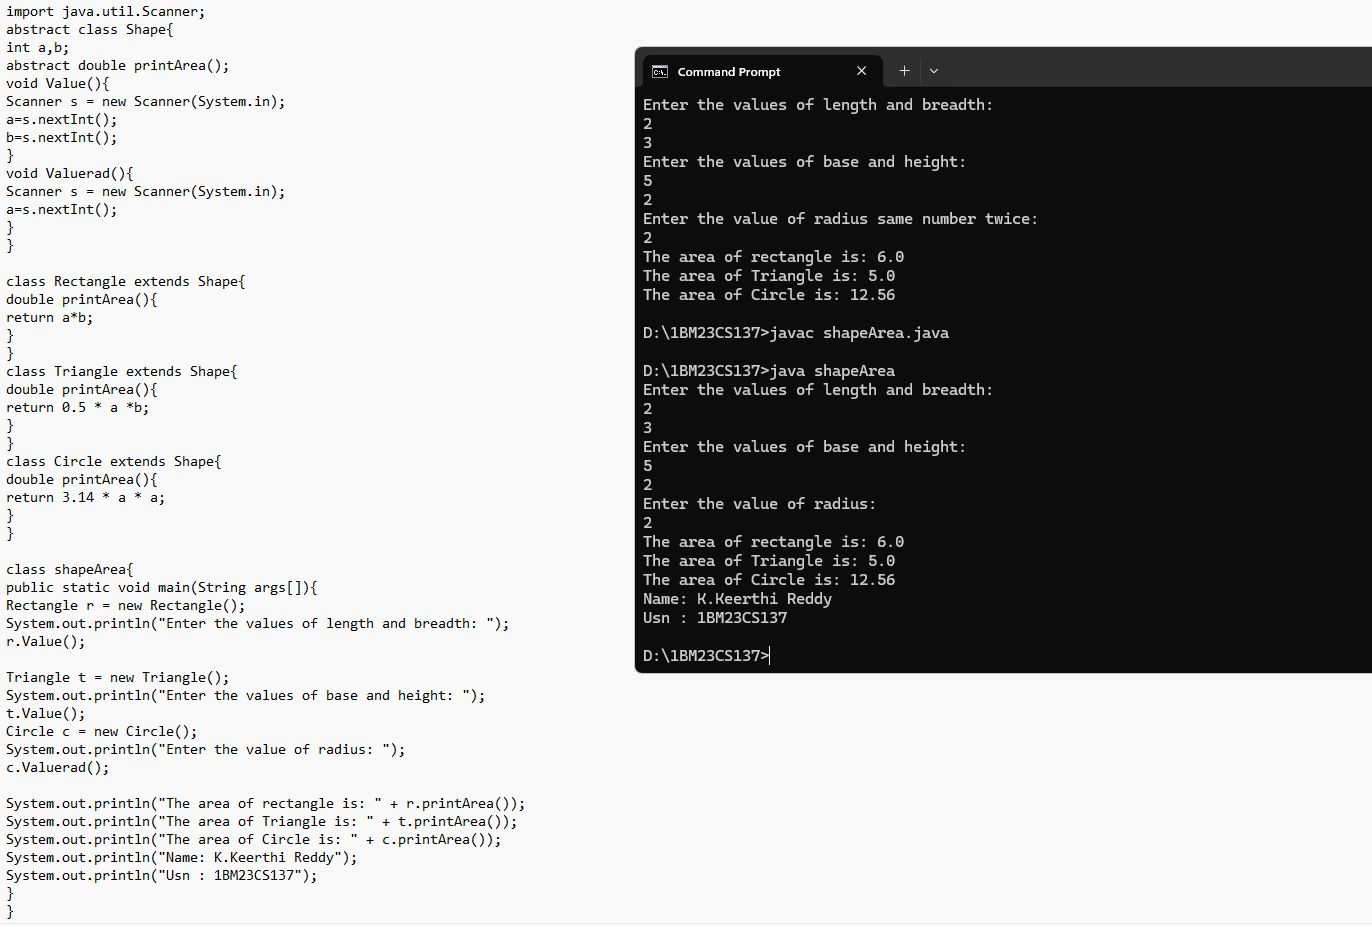 import java.util.Scanner;
abstract class Shape{
int a,b;
abstract double printArea();
void Value(){
Scanner s = new Scanner(System.in);
a=s.nextInt();
b=s.nextInt();
}
void Valuerad(){
Scanner s = new Scanner(System.in);
a=s.nextInt();
}
}

class Rectangle extends Shape{
double printArea(){
return a*b;
}
}
class Triangle extends Shape{
double printArea(){
return 0.5 * a *b;
}
}
class Circle extends Shape{
double printArea(){
return 3.14 * a * a;
}
}

class shapeArea{
public static void main(String args[]){
Rectangle r = new Rectangle();
System.out.println("Enter the values of length and breadth: ");
r.Value();

Triangle t = new Triangle();
System.out.println("Enter the values of base and height: ");
t.Value();
Circle c = new Circle();
System.out.println("Enter the value of radius: ");
c.Valuerad();

System.out.println("The area of rectangle is: " + r.printArea());
System.out.println("The area of Triangle is: " + t.printArea());
System.out.println("The area of Circle is: " + c.printArea());
System.out.println("Name: K.Keerthi Reddy");
System.out.println("Usn : 1BM23CS137");
}
}
Command Prompt
Enter the values of length and breadth:
2
3
Enter the values of base and height:
5
2
Enter the value of radius same number twice:
2
The area of rectangle is: 6.0
The area of Triangle is: 5.0
The area of Circle is: 12.56

D:\1BM23CS137>javac shapeArea.java

D:\1BM23CS137>java shapeArea
Enter the values of length and breadth:
2
3
Enter the values of base and height:
5
2
Enter the value of radius:
2
The area of rectangle is: 6.0
The area of Triangle is: 5.0
The area of Circle is: 12.56
Name: K.Keerthi Reddy
Usn : 1BM23CS137

D:\1BM23CS137>